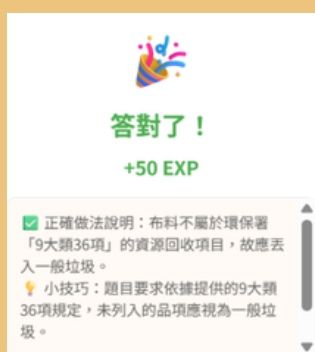 答對了！
+50 EXP
✅ 正確做法說明：布料不屬於環保署
「9大類36項」的資源回收項目，故應丟
入一般垃圾。
💡 小技巧：題目要求依據提供的9大類
36項規定，未列入的品項應視為一般垃
圾。